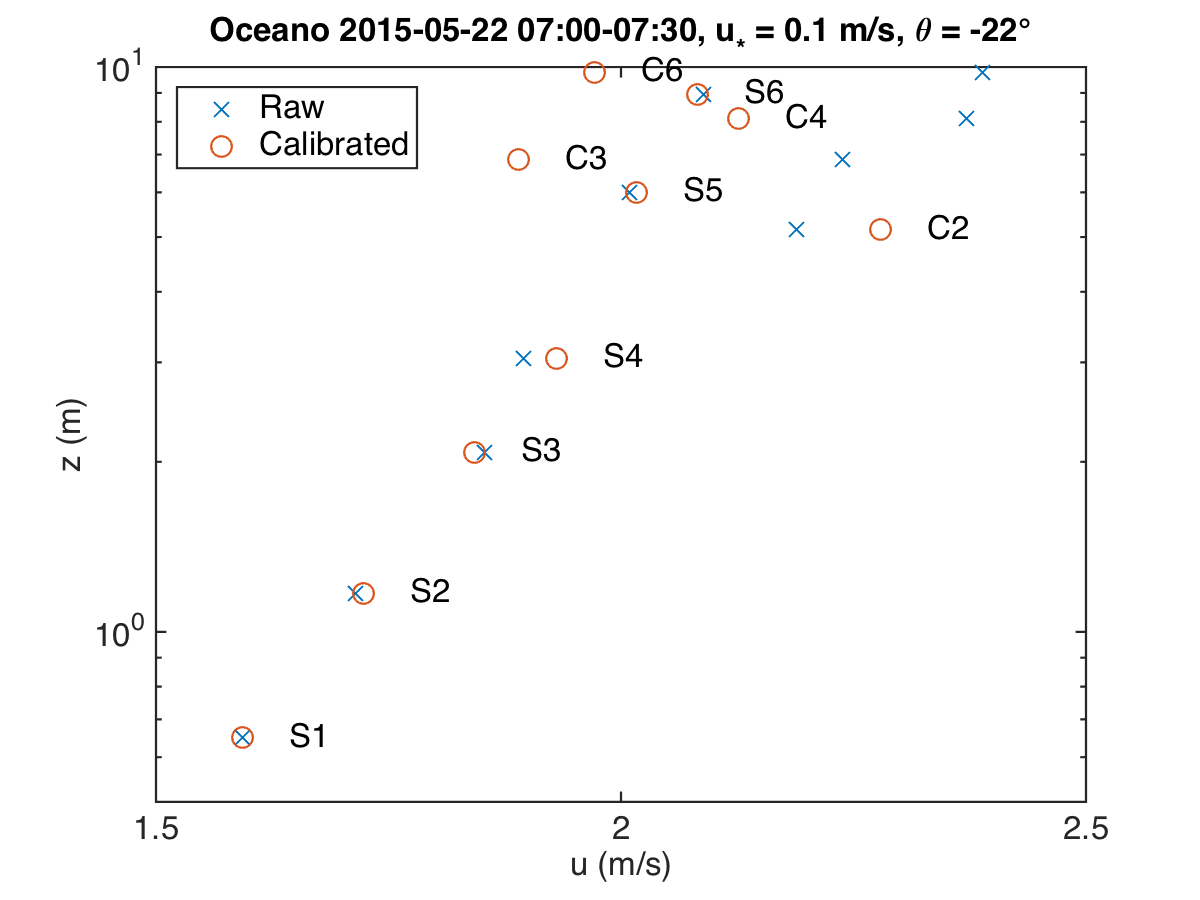 Oceano 2015-05-22 07:00-07:30, u* = 0.1 m/s, θ = -22°
10¹
C6
S6
Raw
C4
Calibrated
C3
S5
C2
S4
z (m)
S3
S2
10⁰
S1
1.5
2
2.5
u (m/s)